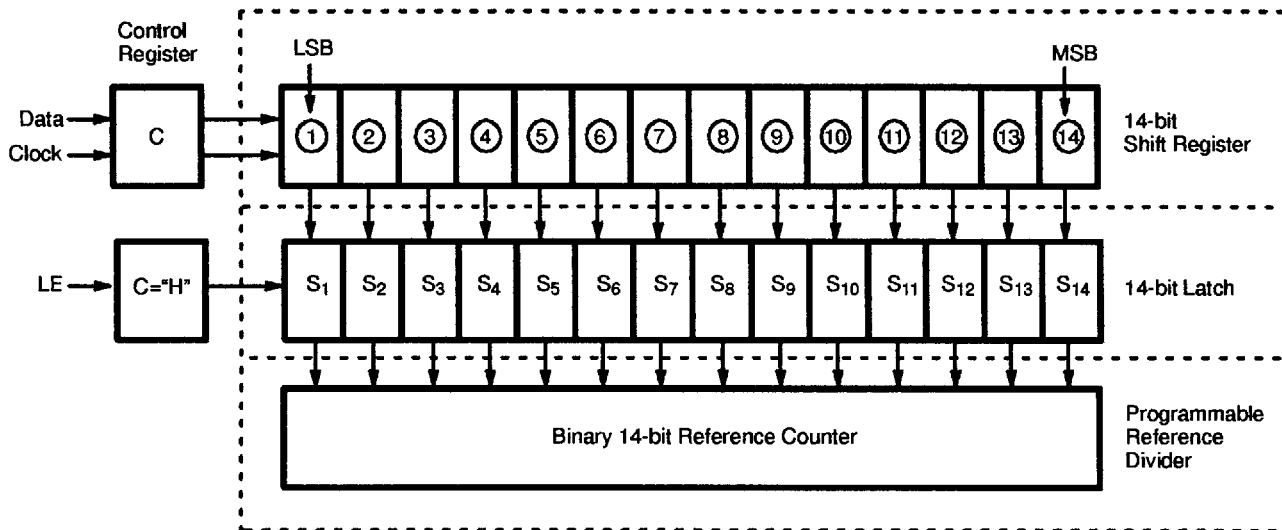 Control
Register
LSB
MSB
Data
Clock
C
① ② ③ ④ ⑤ ⑥ ⑦ ⑧ ⑨ ⑩ ⑪ ⑫ ⑬ ⑭
14-bit
Shift Register
LE
C="H"
S₁ S₂ S₃ S₄ S₅ S₆ S₇ S₈ S₉ S₁₀ S₁₁ S₁₂ S₁₃ S₁₄
14-bit Latch
Binary 14-bit Reference Counter
Programmable
Reference
Divider